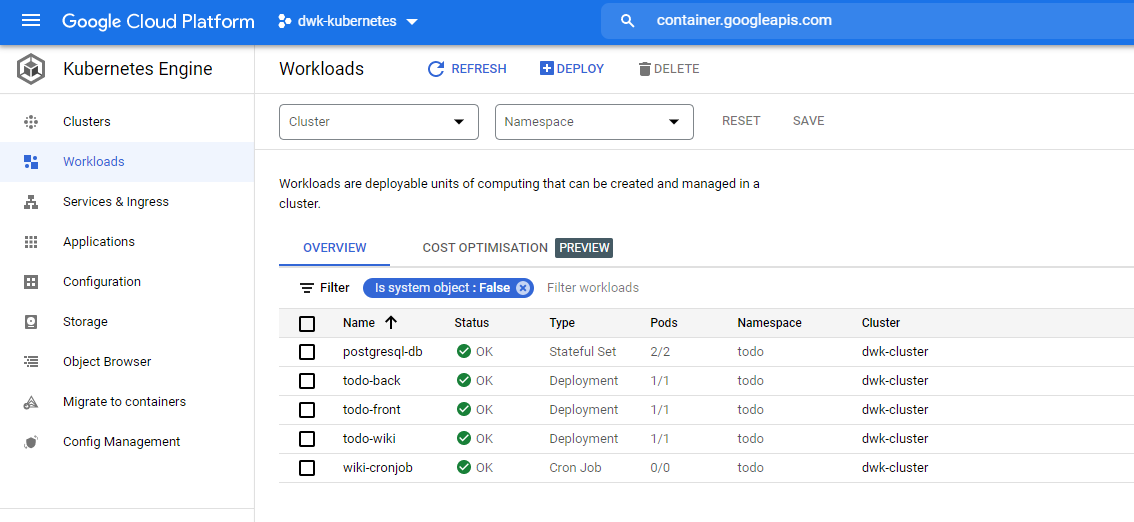 Google Cloud Platform dwk-kubernetes container.googleapis.com
Kubernetes Engine
Clusters
Workloads
Services & Ingress
Applications
Configuration
Storage
Object Browser
Migrate to containers
Config Management
Workloads REFRESH DEPLOY DELETE
Cluster Namespace RESET SAVE
Workloads are deployable units of computing that can be created and managed in a
cluster.
OVERVIEW COST OPTIMISATION PREVIEW
Filter Is system object : False Filter workloads
Name Status Type Pods Namespace Cluster
postgresql-db OK Stateful Set 2/2 todo dwk-cluster
todo-back OK Deployment 1/1 todo dwk-cluster
todo-front OK Deployment 1/1 todo dwk-cluster
todo-wiki OK Deployment 1/1 todo dwk-cluster
wiki-cronjob OK Cron Job 0/0 todo dwk-cluster